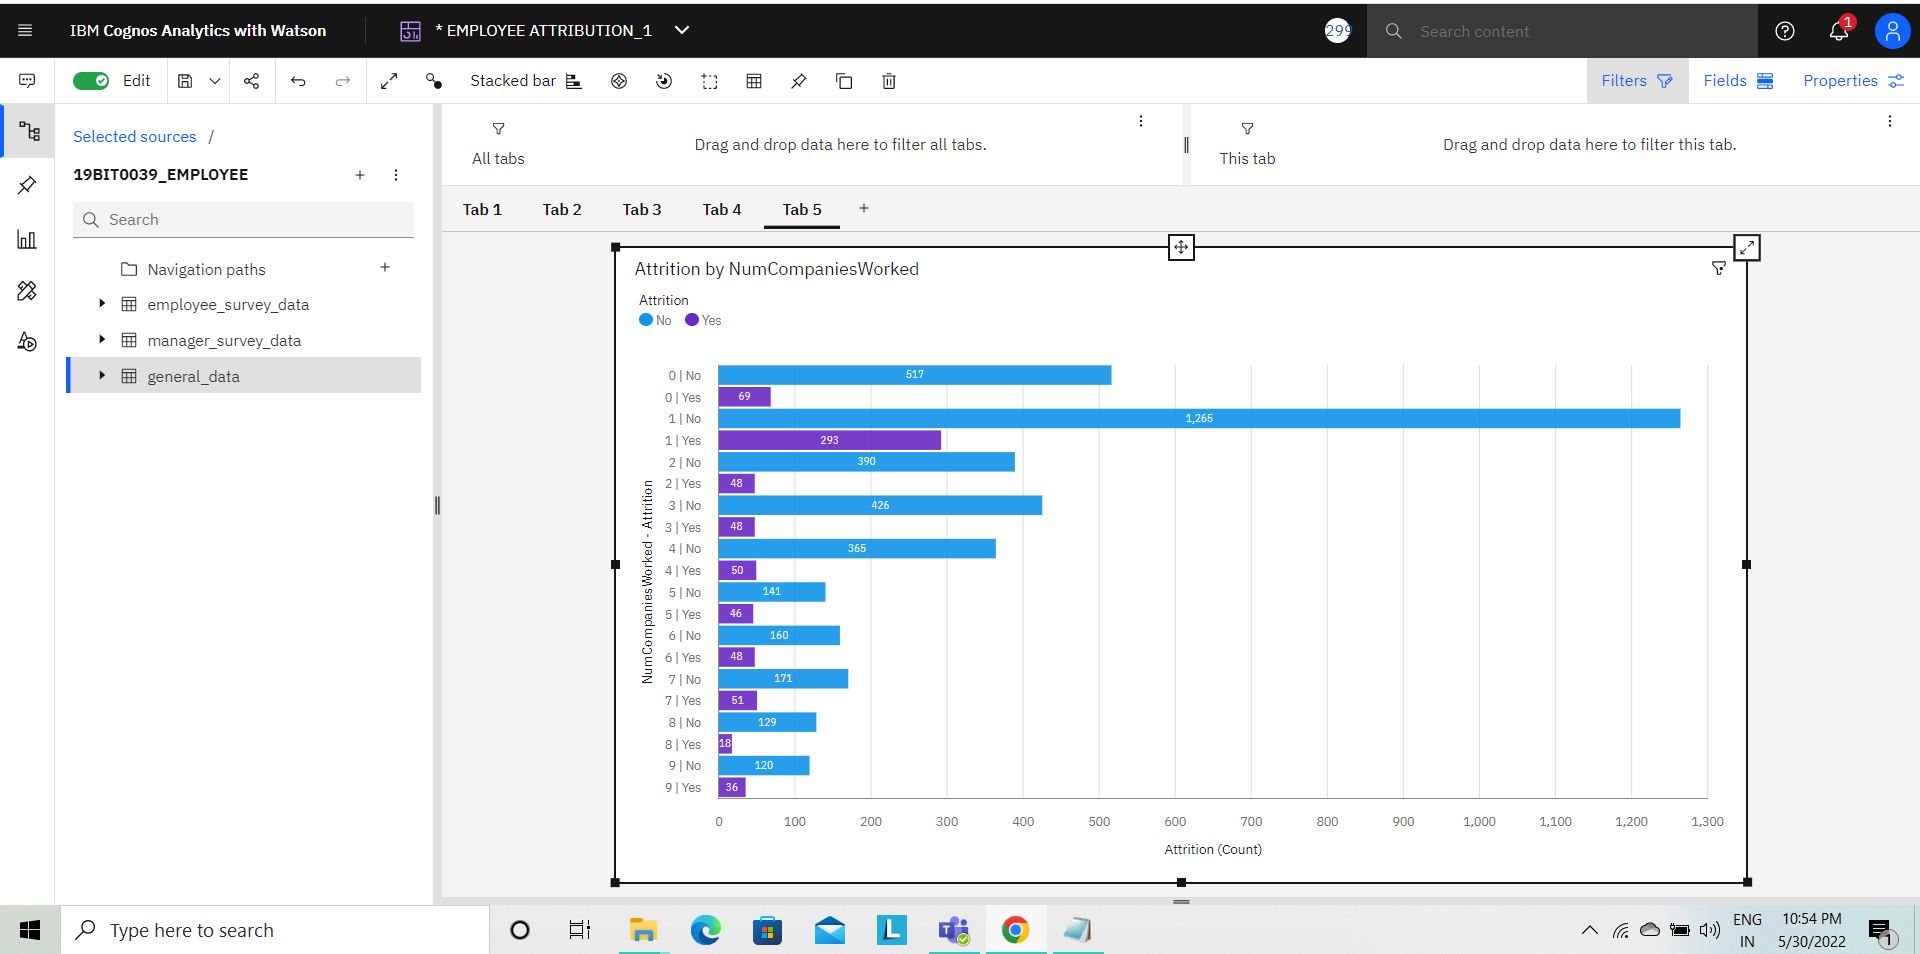 IBM Cognos Analytics with Watson
* EMPLOYEE ATTRIBUTION_1
299
Search content
1
Edit
Stacked bar
Filters
Fields
Properties
Selected sources /
19BIT0039_EMPLOYEE
Search
Navigation paths
employee_survey_data
manager_survey_data
general_data
All tabs
Drag and drop data here to filter all tabs.
This tab
Drag and drop data here to filter this tab.
Tab 1
Tab 2
Tab 3
Tab 4
Tab 5
Attrition by NumCompaniesWorked
Attrition
No Yes
NumCompaniesWorked - Attrition
0 | No 517
0 | Yes 69
1 | No 1,265
1 | Yes 293
2 | No 390
2 | Yes 48
3 | No 426
3 | Yes 48
4 | No 365
4 | Yes 50
5 | No 141
5 | Yes 46
6 | No 160
6 | Yes 48
7 | No 171
7 | Yes 51
8 | No 129
8 | Yes 18
9 | No 120
9 | Yes 36
0 100 200 300 400 500 600 700 800 900 1,000 1,100 1,200 1,300
Attrition (Count)
Type here to search
ENG
IN
10:54 PM
5/30/2022
1